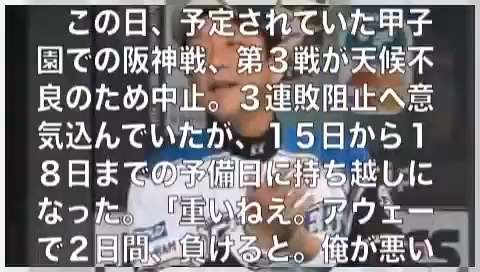 この日、予定されていた甲子
園での阪神戦、第３戦が天候不
良のため中止。３連敗阻止へ意
気込んでいたが、１５日から１
８日までの予備日に持ち越しに
なった。「重いねえ。アウェー
で２日間、負けると。俺が悪い